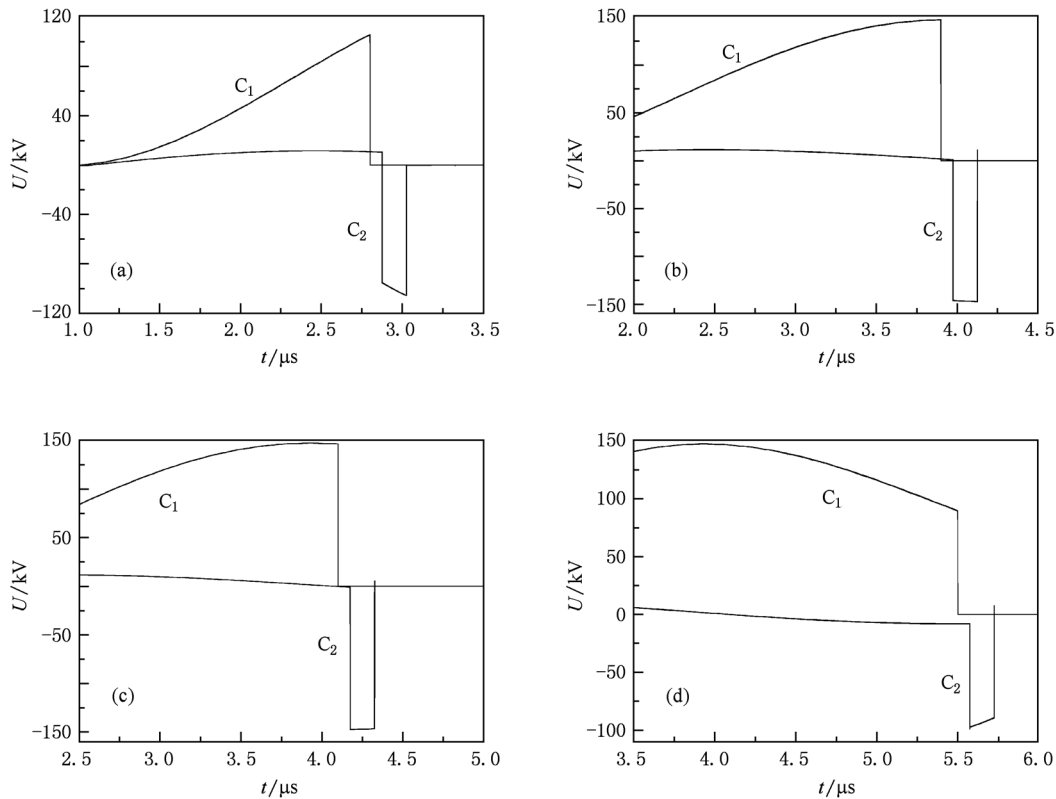 120
C₁
40
U/kV
-40
C₂
(a)
-120
1.0 1.5 2.0 2.5 3.0 3.5
t/μs
150
C₁
50
U/kV
-50
C₂
(b)
-150
2.0 2.5 3.0 3.5 4.0 4.5
t/μs
150
C₁
50
U/kV
-50
C₂
(c)
-150
2.5 3.0 3.5 4.0 4.5 5.0
t/μs
150
100
C₁
50
U/kV
0
-50
C₂
(d)
-100
3.5 4.0 4.5 5.0 5.5 6.0
t/μs